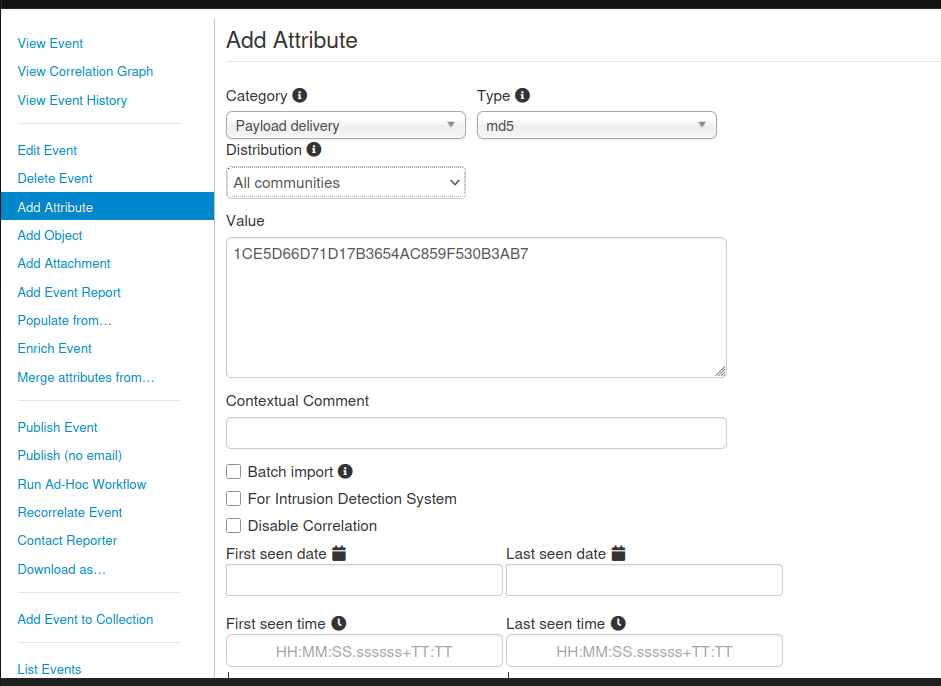 View Event
View Correlation Graph
View Event History
Edit Event
Delete Event
Add Attribute
Add Object
Add Attachment
Add Event Report
Populate from…
Enrich Event
Merge attributes from…
Publish Event
Publish (no email)
Run Ad-Hoc Workflow
Recorrelate Event
Contact Reporter
Download as…
Add Event to Collection
List Events
Add Attribute
Category Type
Payload delivery md5
Distribution
All communities
Value
1CE5D66D71D17B3654AC859F530B3AB7
Contextual Comment
Batch import
For Intrusion Detection System
Disable Correlation
First seen date Last seen date
First seen time Last seen time
HH:MM:SS.ssssss+TT:TT HH:MM:SS.ssssss+TT:TT